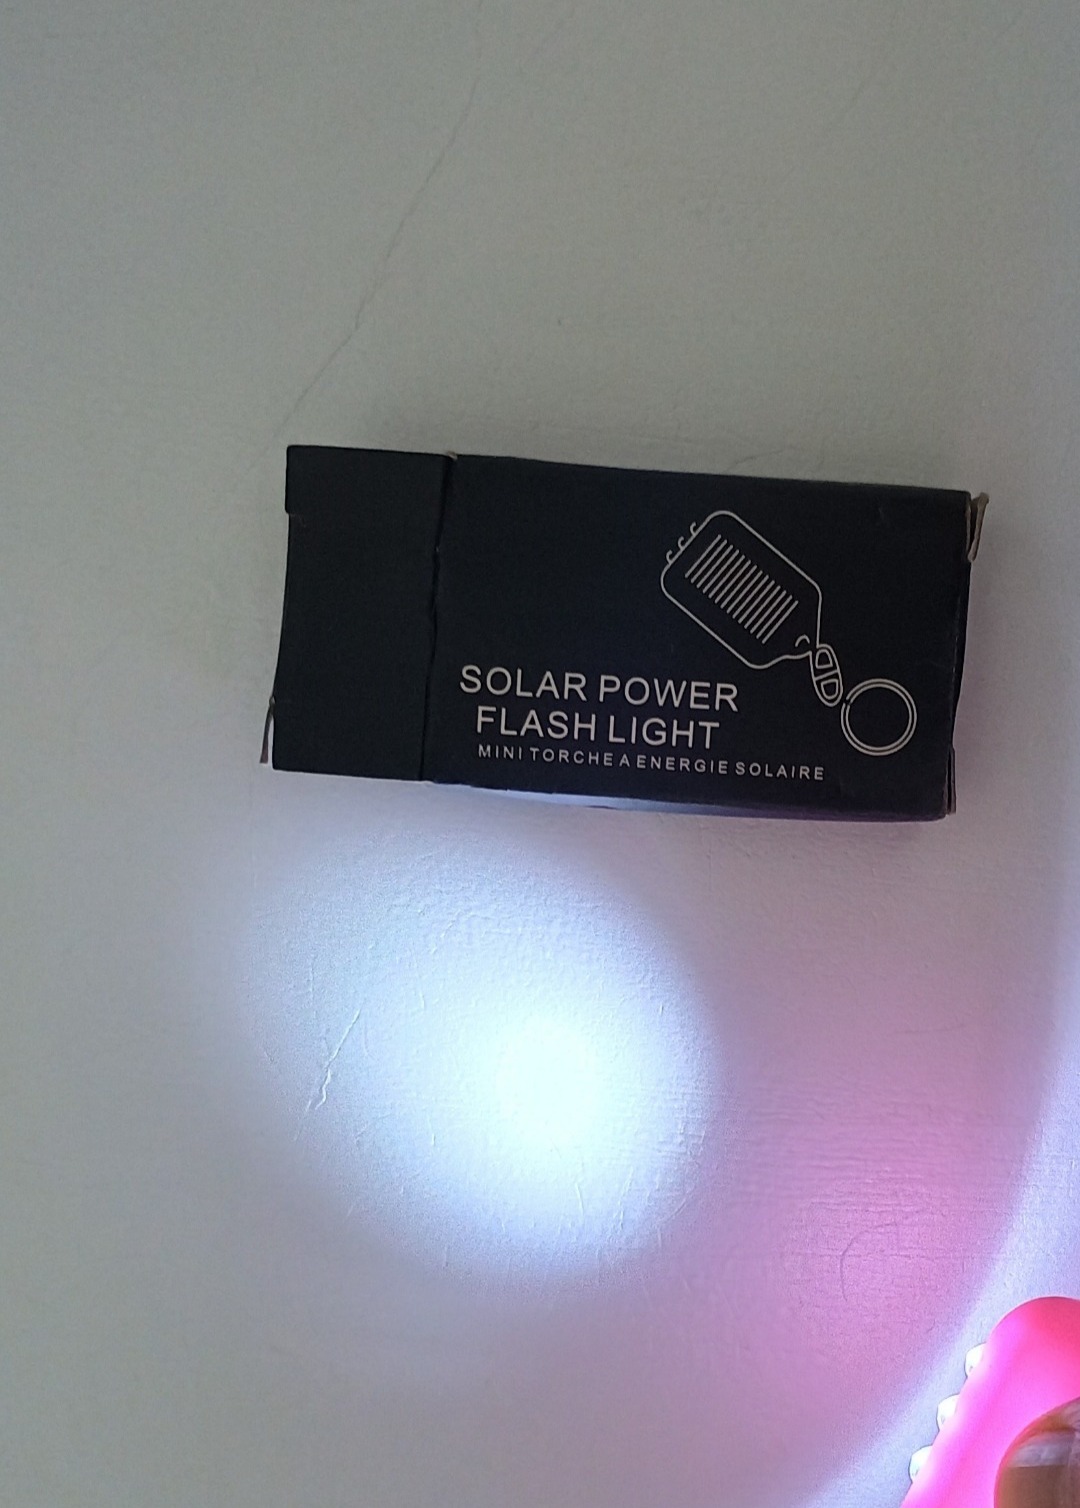 SOLAR POWER
FLASH LIGHT
MINI TORCHE A ENERGIE SOLAIRE